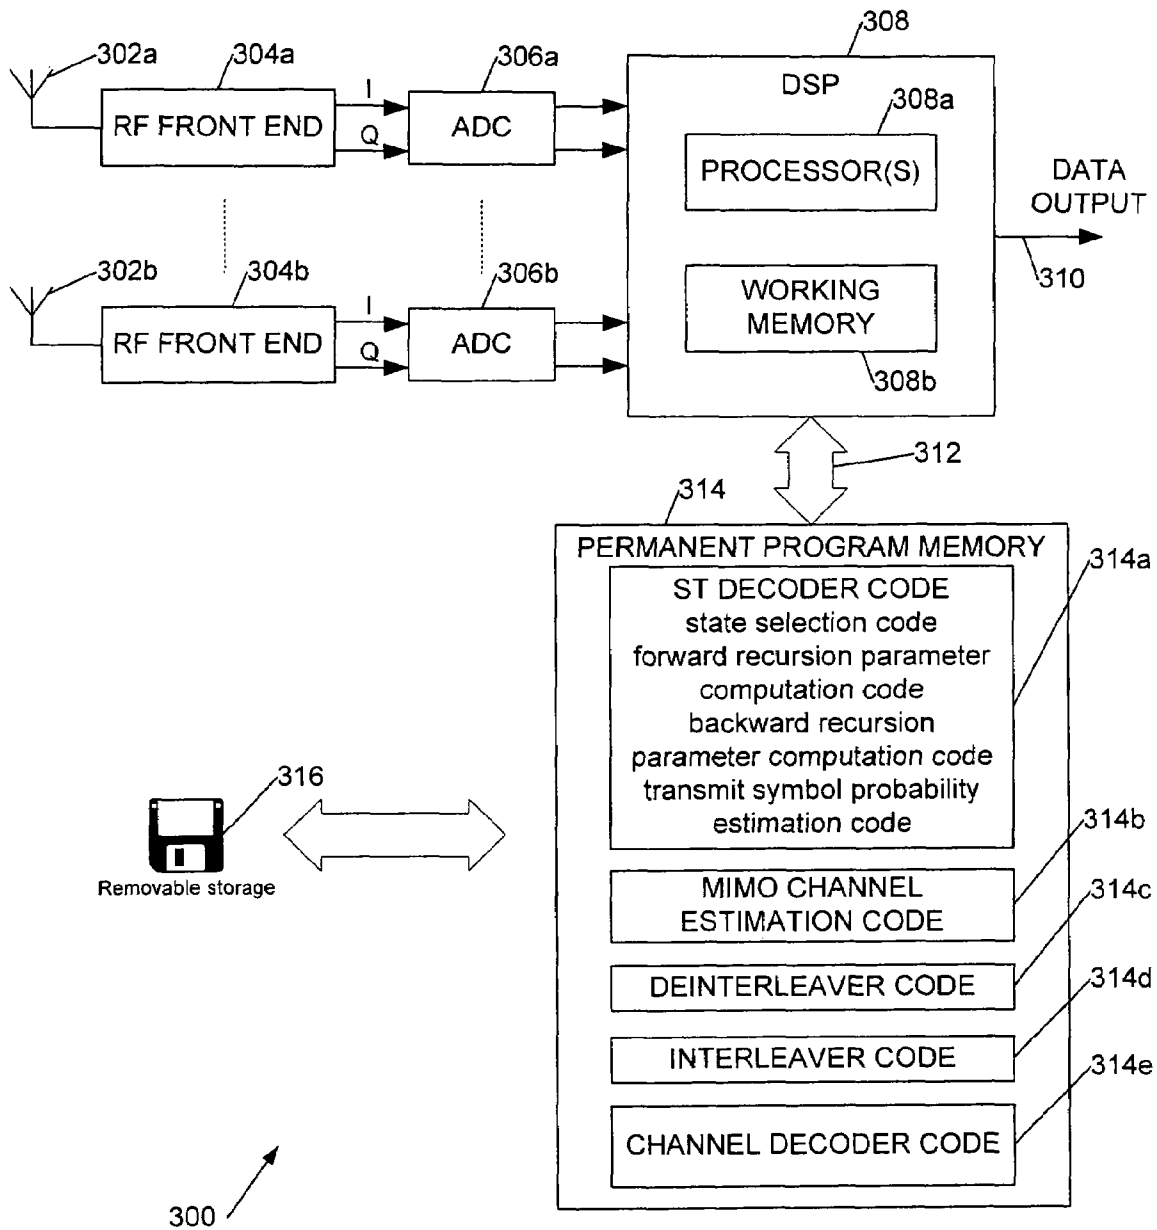 302a
304a
306a
308
RF FRONT END
I
Q
ADC
DSP
308a
PROCESSOR(S)
DATA
OUTPUT
310
302b
304b
306b
RF FRONT END
I
Q
ADC
WORKING
MEMORY
308b
312
314
PERMANENT PROGRAM MEMORY
314a
ST DECODER CODE
state selection code
forward recursion parameter
computation code
backward recursion
parameter computation code
transmit symbol probability
estimation code
316
Removable storage
314b
MIMO CHANNEL
ESTIMATION CODE
314c
DEINTERLEAVER CODE
314d
INTERLEAVER CODE
314e
CHANNEL DECODER CODE
300